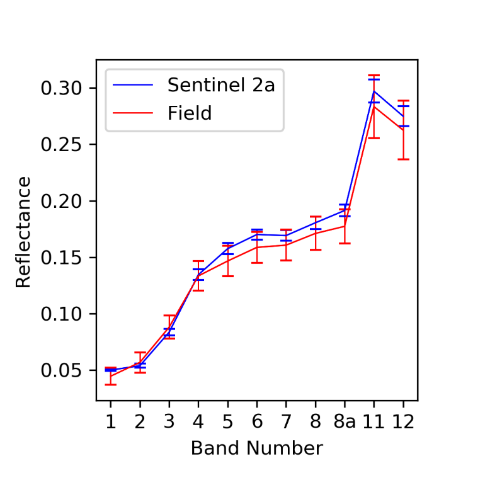 Sentinel 2a
Field
0.30
0.25
0.20
0.15
0.10
0.05
Reflectance
1 2 3 4 5 6 7 8 8a 11 12
Band Number